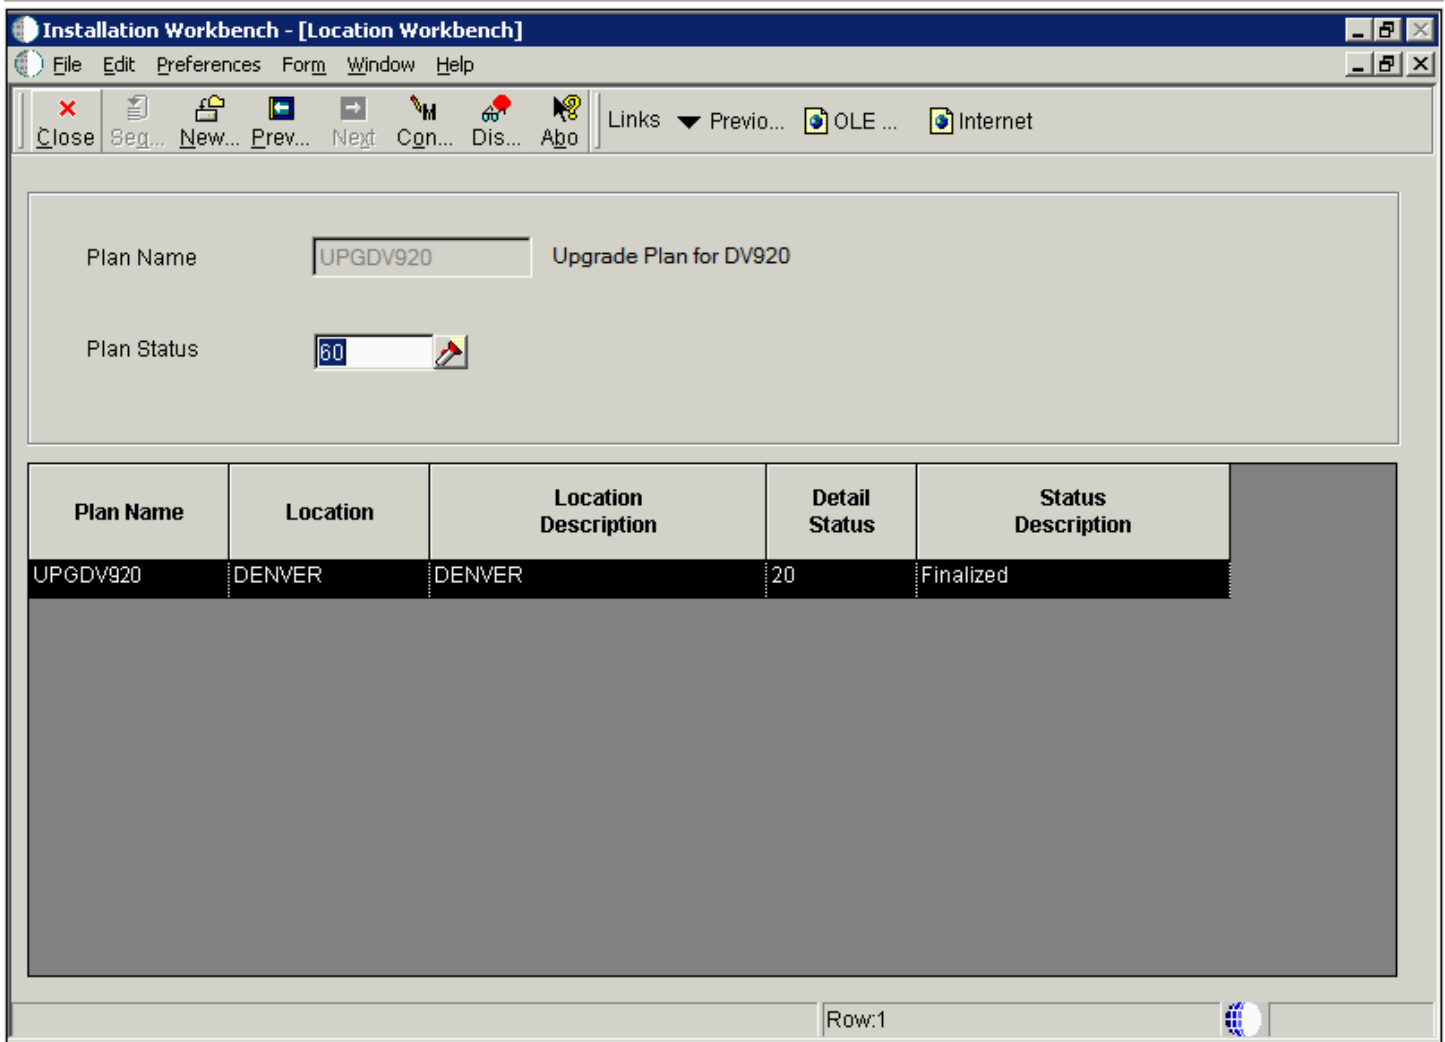 Installation Workbench - [Location Workbench]
File Edit Preferences Form Window Help
Close Seq... New... Prev... Next Con... Dis... Abo Links Previo... OLE ... Internet
Plan Name UPGDV920 Upgrade Plan for DV920
Plan Status 60
Plan Name Location Location Description Detail Status Status Description
UPGDV920 DENVER DENVER 20 Finalized
Row:1